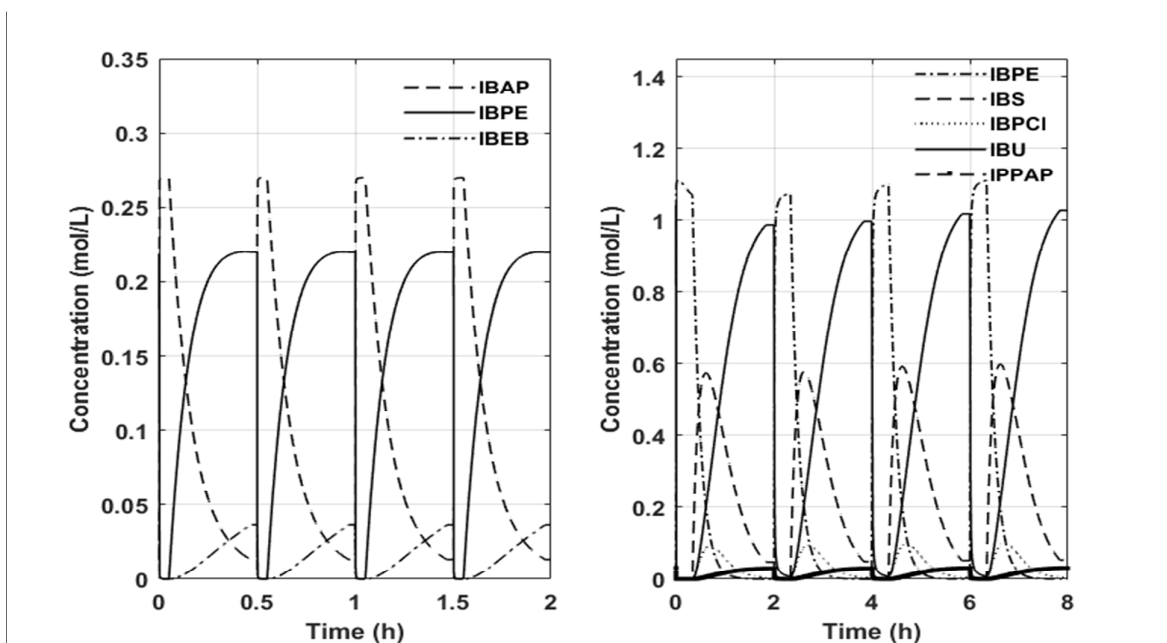 0.35
0.3
0.25
0.2
0.15
0.1
0.05
0
Concentration (mol/L)
IBAP
IBPE
IBEB
0 0.5 1 1.5 2
Time (h)
1.4
1.2
1
0.8
0.6
0.4
0.2
0
Concentration (mol/L)
IBPE
IBS
IBPCl
IBU
IPPAP
0 2 4 6 8
Time (h)